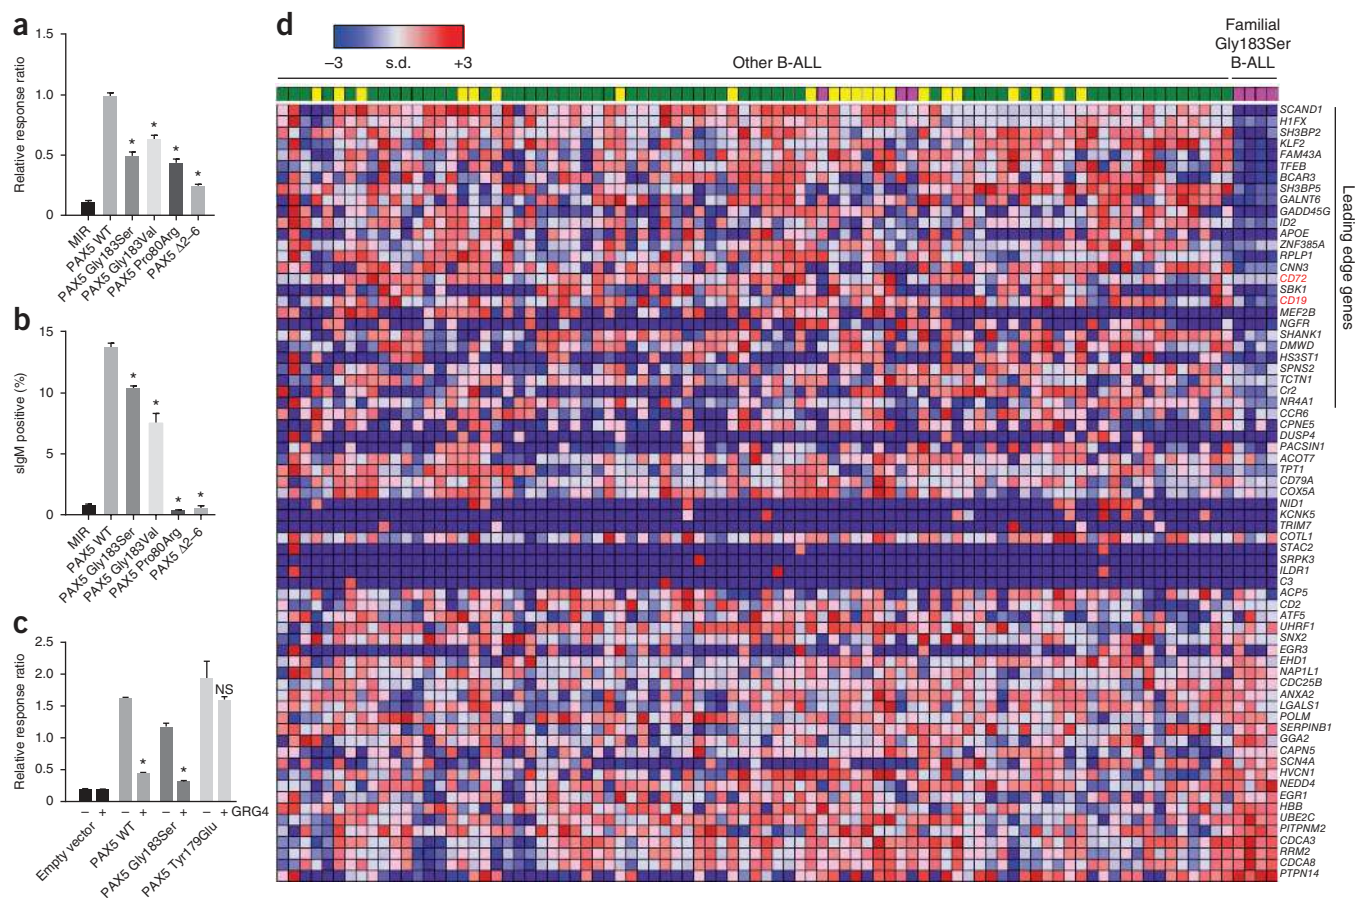 a
1.5
1.0
0.5
0
Relative response ratio
*
*
*
*
MIR
PAX5 WT
PAX5 Gly183Ser
PAX5 Gly183Val
PAX5 Pro80Arg
PAX5 Δ2–6
b
15
10
5
0
sIgM positive (%)
*
*
*
*
MIR
PAX5 WT
PAX5 Gly183Ser
PAX5 Gly183Val
PAX5 Pro80Arg
PAX5 Δ2–6
c
2.5
2.0
1.5
1.0
0.5
0
Relative response ratio
*
*
NS
– + – + – + – + GRG4
Empty vector
PAX5 WT
PAX5 Gly183Ser
PAX5 Tyr179Glu
d
–3 s.d. +3
Other B-ALL
Familial
Gly183Ser
B-ALL
SCAND1
H1FX
SH3BP2
KLF2
FAM43A
TFEB
BCAR3
SH3BP5
GALNT6
GADD45G
ID2
APOE
ZNF385A
RPLP1
CNN3
CD72
SBK1
CD19
MEF2B
NGFR
SHANK1
DMWD
HS3ST1
SPNS2
TCTN1
Cr2
NR4A1
Leading edge genes
CCR6
CPNE5
DUSP4
PACSIN1
ACOT7
TPT1
CD79A
COX5A
NID1
KCNK5
TRIM7
COTL1
STAC2
SRPK3
ILDR1
C3
ACP5
CD2
ATF5
UHRF1
SNX2
EGR3
EHD1
NAP1L1
CDC25B
ANXA2
LGALS1
POLM
SERPINB1
GGA2
CAPN5
SCN4A
HVCN1
NEDD4
EGR1
HBB
UBE2C
PITPNM2
CDCA3
RRM2
CDCA8
PTPN14